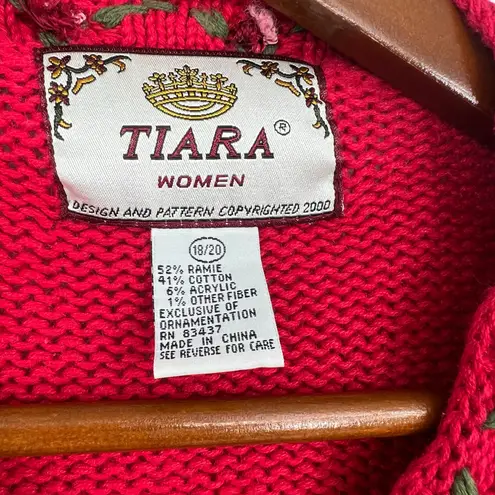 TIARA®
WOMEN
DESIGN AND PATTERN COPYRIGHTED 2000
18/20
52% RAMIE
41% COTTON
6% ACRYLIC
1% OTHER FIBER
EXCLUSIVE OF
ORNAMENTATION
RN 83437
MADE IN CHINA
SEE REVERSE FOR CARE